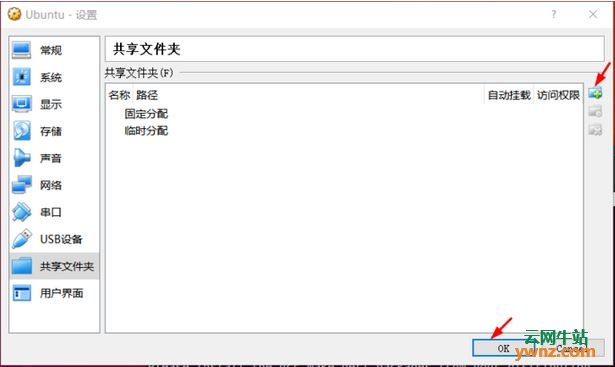 Ubuntu - 设置
常规
系统
显示
存储
声音
网络
串口
USB设备
共享文件夹
用户界面
共享文件夹
共享文件夹(F)
名称 路径 自动挂载 访问权限
固定分配
临时分配
OK
云网牛站
ywnz.com